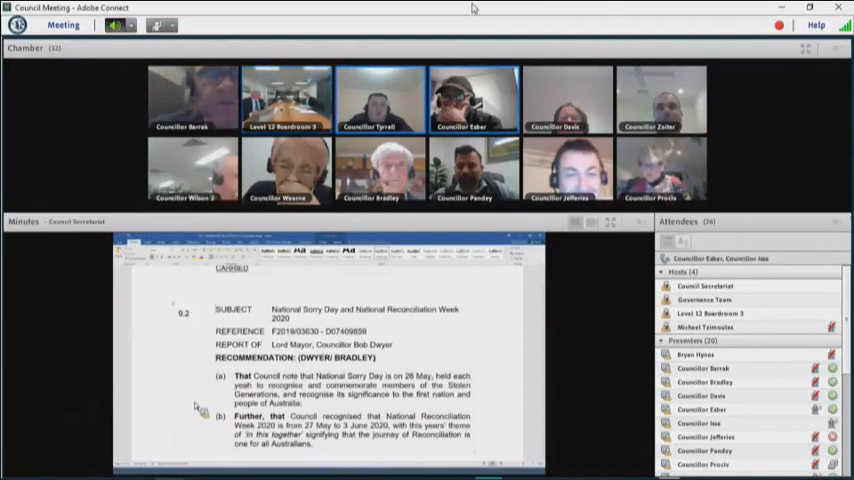 Council Meeting - Adobe Connect
Meeting
Help
Chamber (12)
Councillor Barrak
Level 12 Boardroom 3
Councillor Tyrrell
Councillor Esber
Councillor Davis
Councillor Zaiter
Councillor Wilson 2
Councillor Wearne
Councillor Bradley
Councillor Pandey
Councillor Jefferies
Councillor Prociv
Minutes - Council Secretariat
CARRIED
9.2
SUBJECT National Sorry Day and National Reconciliation Week
2020
REFERENCE F2019/03630 - D07409859
REPORT OF Lord Mayor, Councillor Bob Dwyer
RECOMMENDATION: (DWYER/ BRADLEY)
(a) That Council note that National Sorry Day is on 26 May, held each
yeah to recognise and commemorate members of the Stolen
Generations, and recognise its significance to the first nation and
people of Australia;
(b) Further, that Council recognised that National Reconciliation
Week 2020 is from 27 May to 3 June 2020, with this years' theme
of 'In this together' signifying that the journey of Reconciliation is
one for all Australians.
Attendees (26)
Councillor Esber, Councillor Issa
Hosts (4)
Council Secretariat
Governance Team
Level 12 Boardroom 3
Michael Tzimoulas
Presenters (20)
Bryan Hynes
Councillor Barrak
Councillor Bradley
Councillor Davis
Councillor Esber
Councillor Issa
Councillor Jefferies
Councillor Pandey
Councillor Prociv